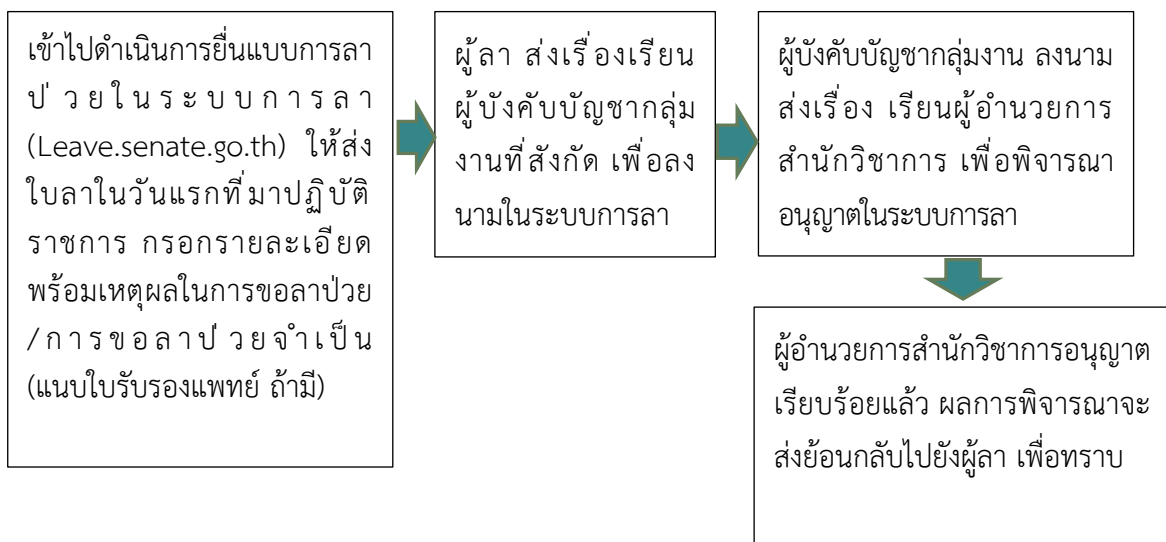 เข้าไปดำเนินการยื่นแบบการลา
ป่วยในระบบการลา
(Leave.senate.go.th) ให้ส่ง
ใบลาในวันแรกที่มาปฏิบัติ
ราชการ กรอกรายละเอียด
พร้อมเหตุผลในการขอลาป่วย
/การขอลาป่วยจำเป็น
(แนบใบรับรองแพทย์ ถ้ามี)
ผู้ลา ส่งเรื่องเรียน
ผู้บังคับบัญชากลุ่ม
งานที่สังกัด เพื่อลง
นามในระบบการลา
ผู้บังคับบัญชากลุ่มงาน ลงนาม
ส่งเรื่อง เรียนผู้อำนวยการ
สำนักวิชาการ เพื่อพิจารณา
อนุญาตในระบบการลา
ผู้อำนวยการสำนักวิชาการอนุญาต
เรียบร้อยแล้ว ผลการพิจารณาจะ
ส่งย้อนกลับไปยังผู้ลา เพื่อทราบ